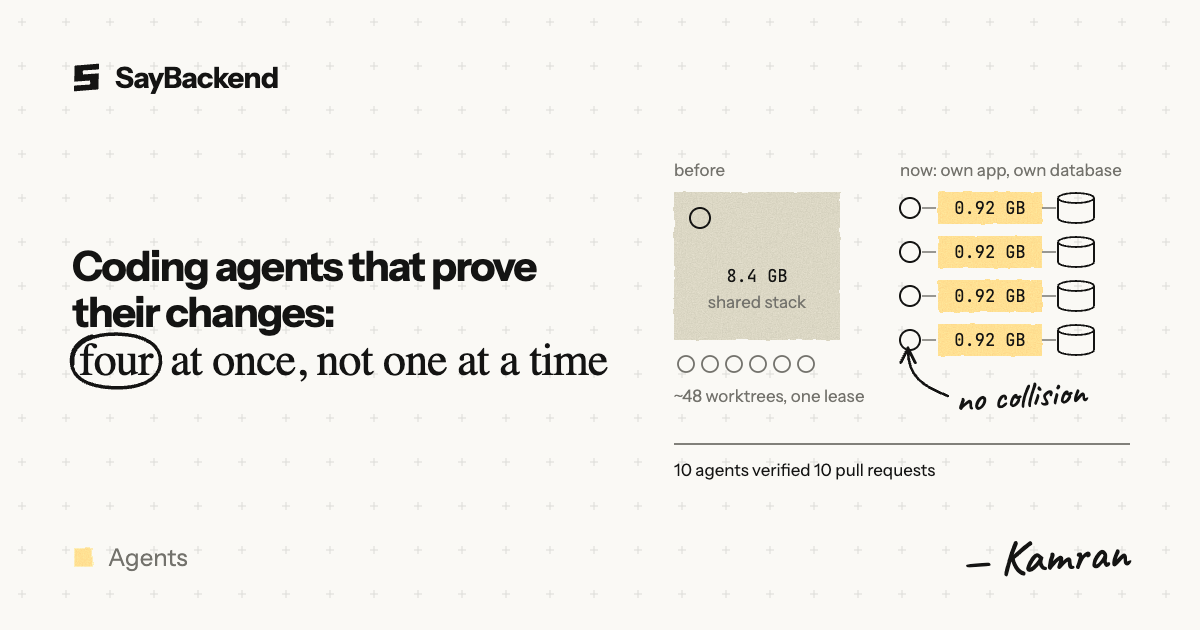 SayBackend
Coding agents that prove
their changes:
four at once, not one at a time
before
8.4 GB
shared stack
~48 worktrees, one lease
now: own app, own database
0.92 GB
0.92 GB
0.92 GB
0.92 GB
no collision
10 agents verified 10 pull requests
Agents
— Kamran